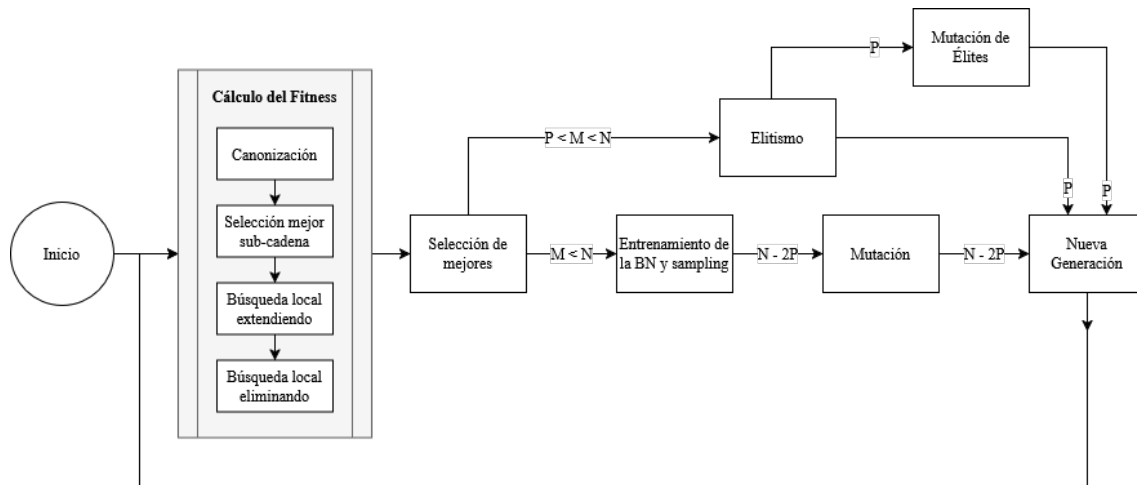 Inicio
Cálculo del Fitness
Canonización
Selección mejor
sub-cadena
Búsqueda local
extendiendo
Búsqueda local
eliminando
Selección de
mejores
P < M < N
M < N
Elitismo
P
Mutación de
Élites
P
P
Entrenamiento de
la BN y sampling
N - 2P
Mutación
N - 2P
Nueva
Generación